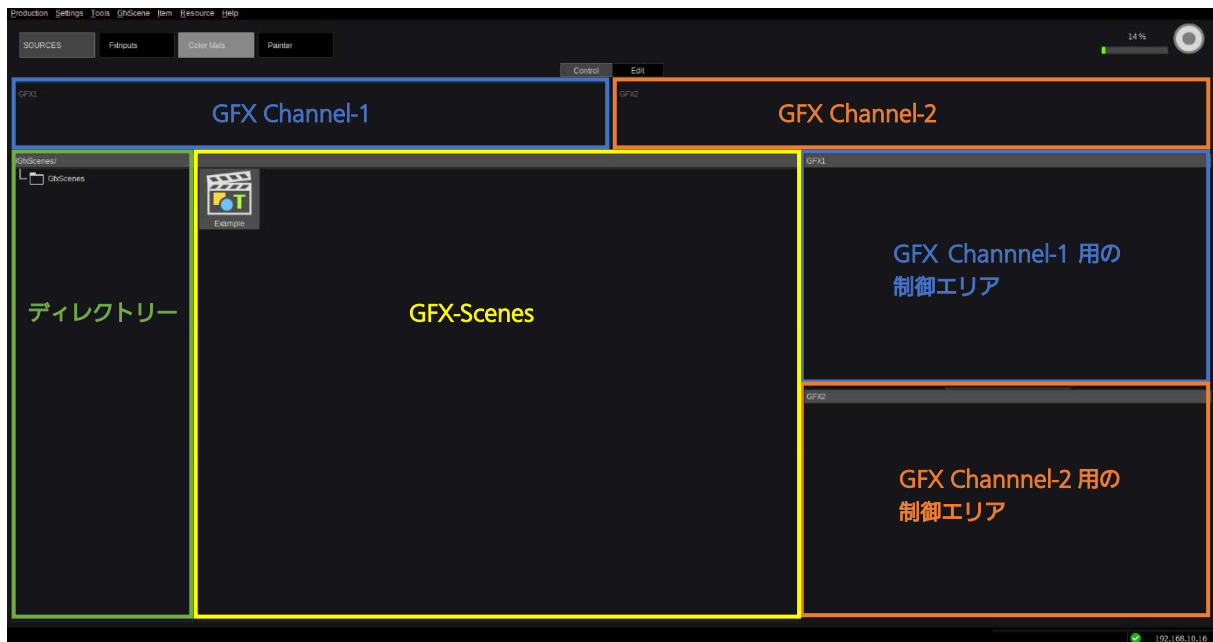 Production Settings Tools GfxScene Item Resource Help
SOURCES FxInputs Color Mats Painter
14 %
Control Edit
GFX1
GFX Channel-1
GFX2
GFX Channel-2
GfxScenes/
GfxScenes
ディレクトリー
Example
GFX-Scenes
GFX1
GFX Channnel-1 用の
制御エリア
GFX2
GFX Channnel-2 用の
制御エリア
192.168.10.16